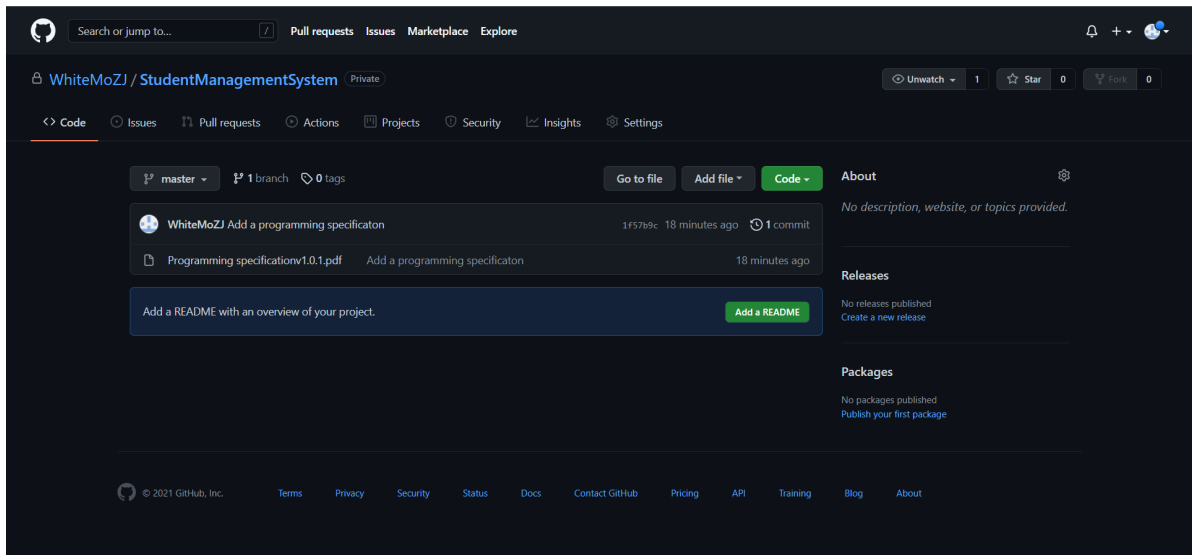 Search or jump to... / Pull requests Issues Marketplace Explore
WhiteMoZJ / StudentManagementSystem Private Unwatch 1 Star 0 Fork 0
Code Issues Pull requests Actions Projects Security Insights Settings
master 1 branch 0 tags Go to file Add file Code About
No description, website, or topics provided.
WhiteMoZJ Add a programming specificaton 1f57b9c 18 minutes ago 1 commit
Programming specificationv1.0.1.pdf Add a programming specificaton 18 minutes ago
Releases
Add a README with an overview of your project. Add a README
No releases published
Create a new release
Packages
No packages published
Publish your first package
© 2021 GitHub, Inc. Terms Privacy Security Status Docs Contact GitHub Pricing API Training Blog About